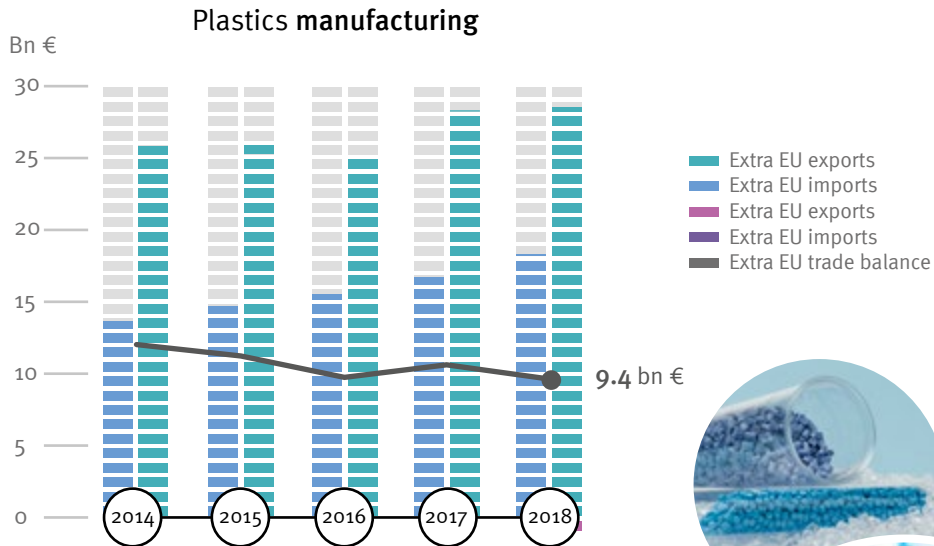 Plastics manufacturing
Bn €
30
25
20
15
10
5
0
Extra EU exports
Extra EU imports
Extra EU exports
Extra EU imports
Extra EU trade balance
9.4 bn €
2014 2015 2016 2017 2018